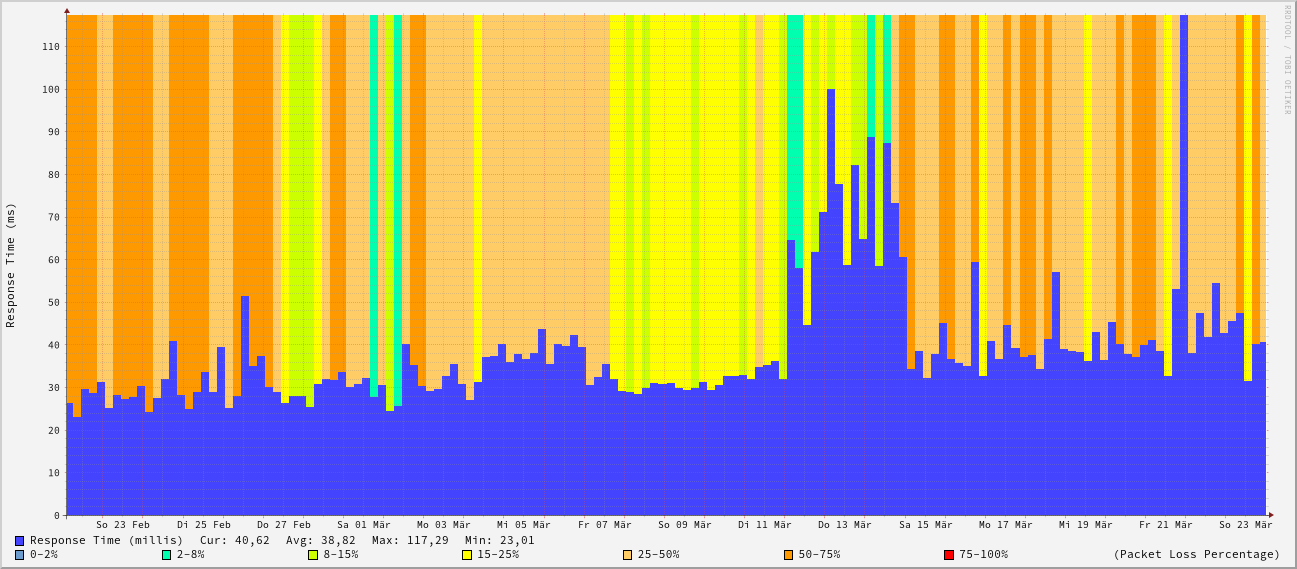 RRDTOOL / TOBI OETIKER
Response Time (ms)
110
100
90
80
70
60
50
40
30
20
10
0
So 23 Feb Di 25 Feb Do 27 Feb Sa 01 Mär Mo 03 Mär Mi 05 Mär Fr 07 Mär So 09 Mär Di 11 Mär Do 13 Mär Sa 15 Mär Mo 17 Mär Mi 19 Mär Fr 21 Mär So 23 Mär
Response Time (millis) Cur: 40,62 Avg: 38,82 Max: 117,29 Min: 23,01
0-2% 2-8% 8-15% 15-25% 25-50% 50-75% 75-100% (Packet Loss Percentage)